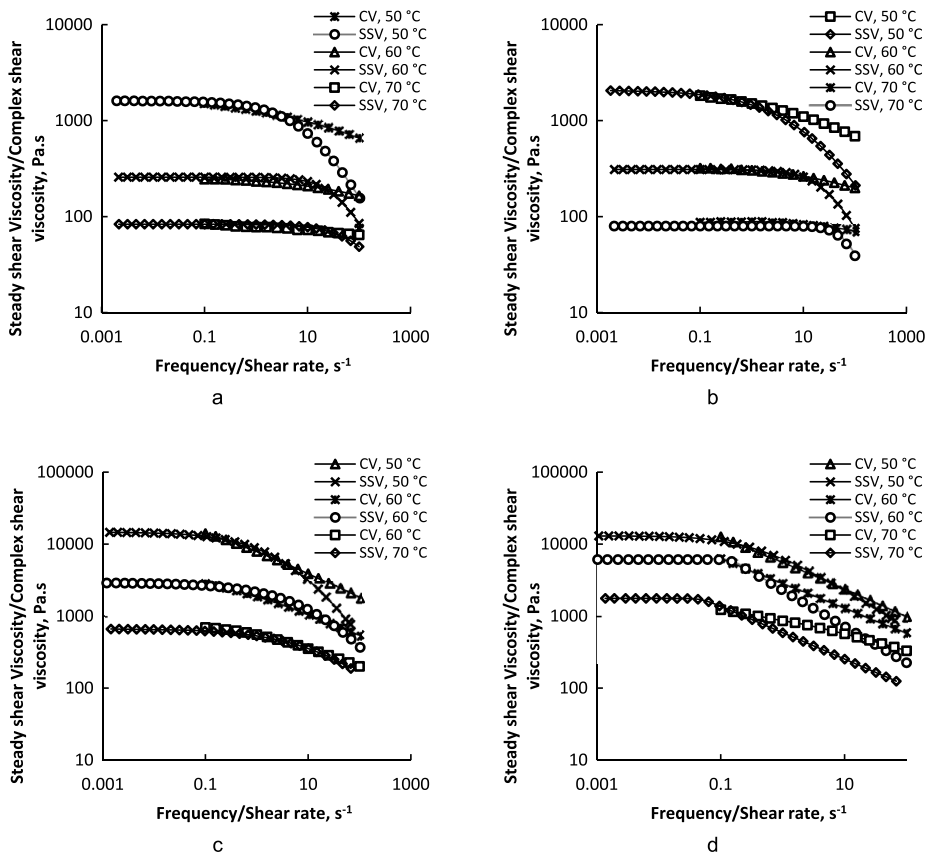 CV, 50 °C
SSV, 50 °C
CV, 60 °C
SSV, 60 °C
CV, 70 °C
SSV, 70 °C
10000
1000
100
10
0.001
0.1
10
1000
Steady shear Viscosity/Complex shear
viscosity, Pa.s
Frequency/Shear rate, s-1
a
CV, 50 °C
SSV, 50 °C
CV, 60 °C
SSV, 60 °C
CV, 70 °C
SSV, 70 °C
10000
1000
100
10
0.001
0.1
10
1000
Steady shear Viscosity/Complex shear
viscosity, Pa.s
Frequency/Shear rate, s-1
b
CV, 50 °C
SSV, 50 °C
CV, 60 °C
SSV, 60 °C
CV, 60 °C
SSV, 70 °C
100000
10000
1000
100
10
0.001
0.1
10
1000
Steady shear Viscosity/Complex shear
viscosity, Pa.s
Frequency/Shear rate, s-1
c
CV, 50 °C
SSV, 50 °C
CV, 60 °C
SSV, 60 °C
CV, 70 °C
SSV, 70 °C
100000
10000
1000
100
10
0.001
0.1
10
Steady shear Viscosity/Complex shear
viscosity, Pa.s
Frequency/Shear rate, s-1
d